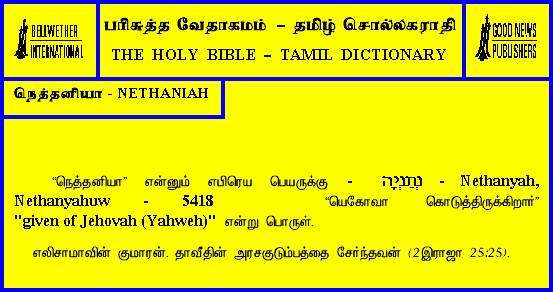 BELLWETHER
INTERNATIONAL
பரிசுத்த வேதாகமம் – தமிழ் சொல்லகராதி
THE HOLY BIBLE – TAMIL DICTIONARY
GOOD NEWS
PUBLISHERS
நெத்தனியா - NETHANIAH
“நெத்தனியா” என்னும் எபிரெய பெயருக்கு - נְתַנְיָה - Nethanyah,
Nethanyahuw - 5418 “யெகோவா கொடுத்திருக்கிறார்”
"given of Jehovah (Yahweh)" என்று பொருள்.
எலிசாமாவின் குமாரன். தாவீதின் அரசகுடும்பத்தை சேர்ந்தவன் (2இராஜா 25:25).